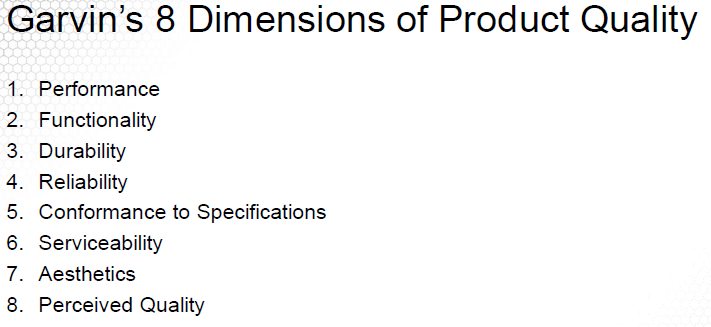 Garvin’s 8 Dimensions of Product Quality
1. Performance
2. Functionality
3. Durability
4. Reliability
5. Conformance to Specifications
6. Serviceability
7. Aesthetics
8. Perceived Quality